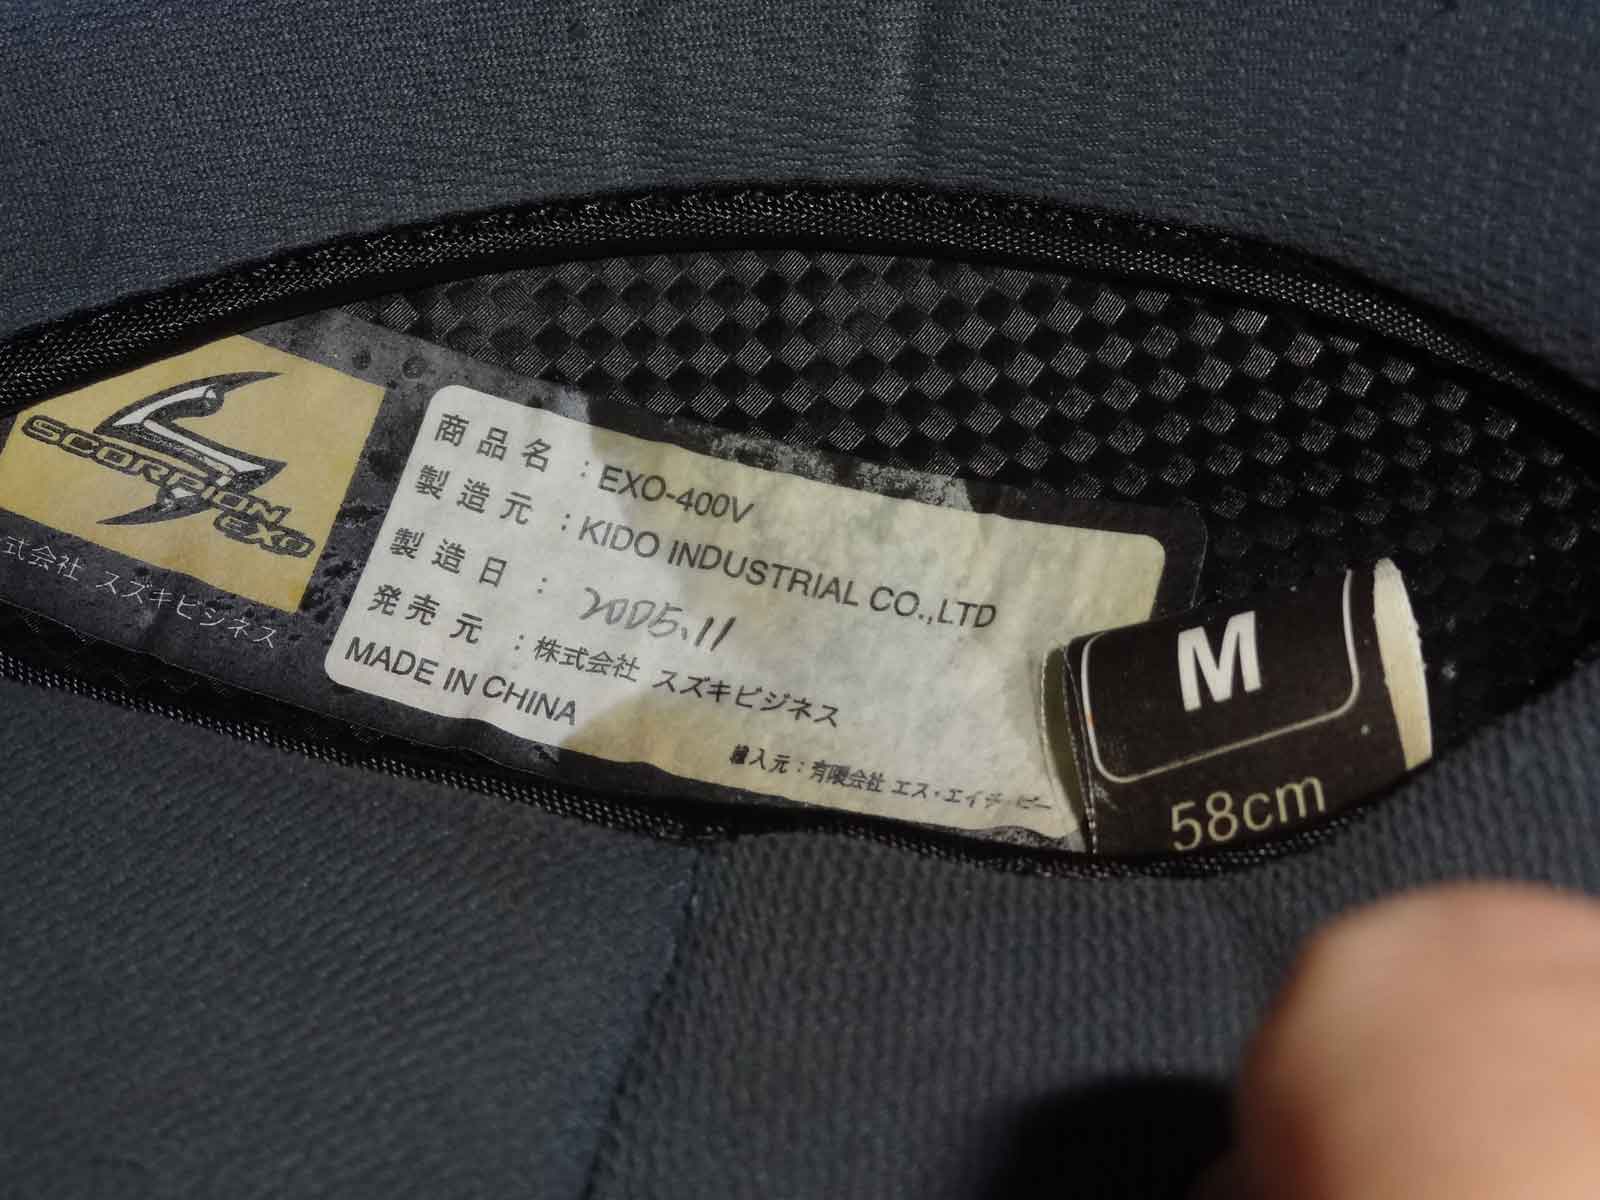 SCORPION
EXO
式会社 スズキビジネス
商品名 : EXO-400V
製造元 : KIDO INDUSTRIAL CO.,LTD
製造日 : 2005.11
発売元 : 株式会社 スズキビジネス
MADE IN CHINA
輸入元 : 有限会社 エス・エイチ・ピー
M
58cm